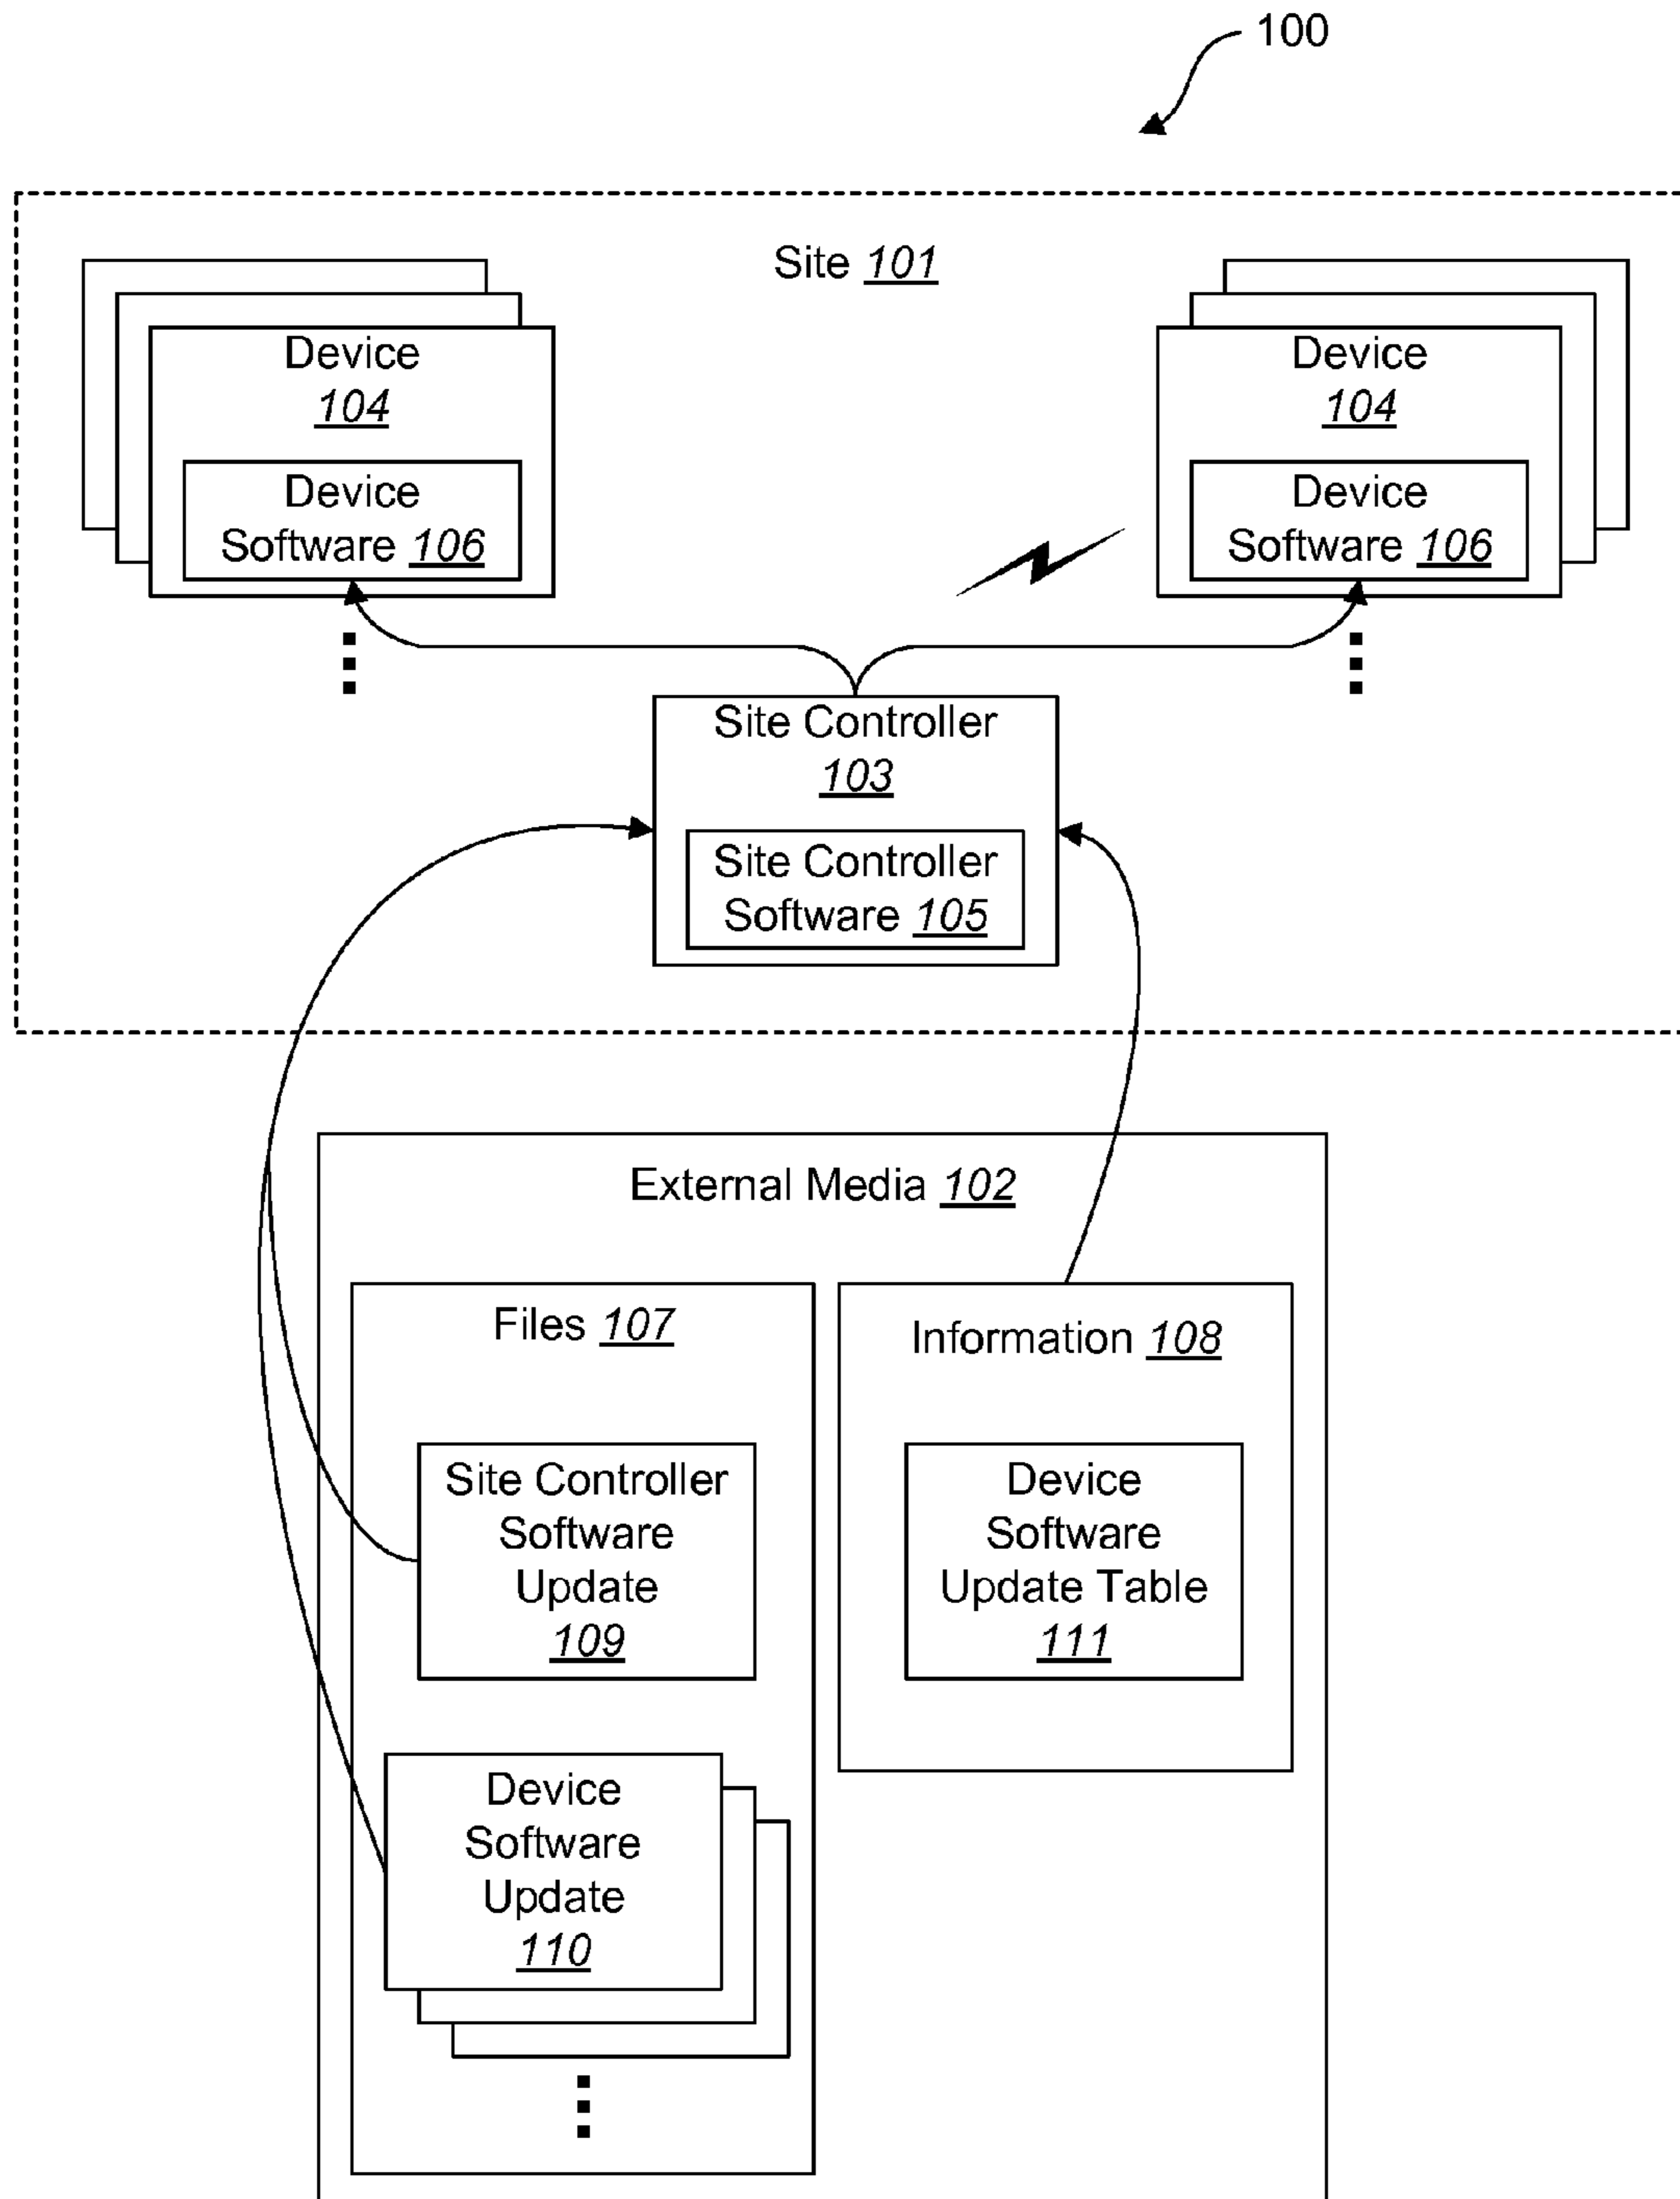 100
Site 101
Device
104
Device
Software 106
Device
104
Device
Software 106
Site Controller
103
Site Controller
Software 105
External Media 102
Files 107
Site Controller
Software
Update
109
Device
Software
Update
110
Information 108
Device
Software
Update Table
111